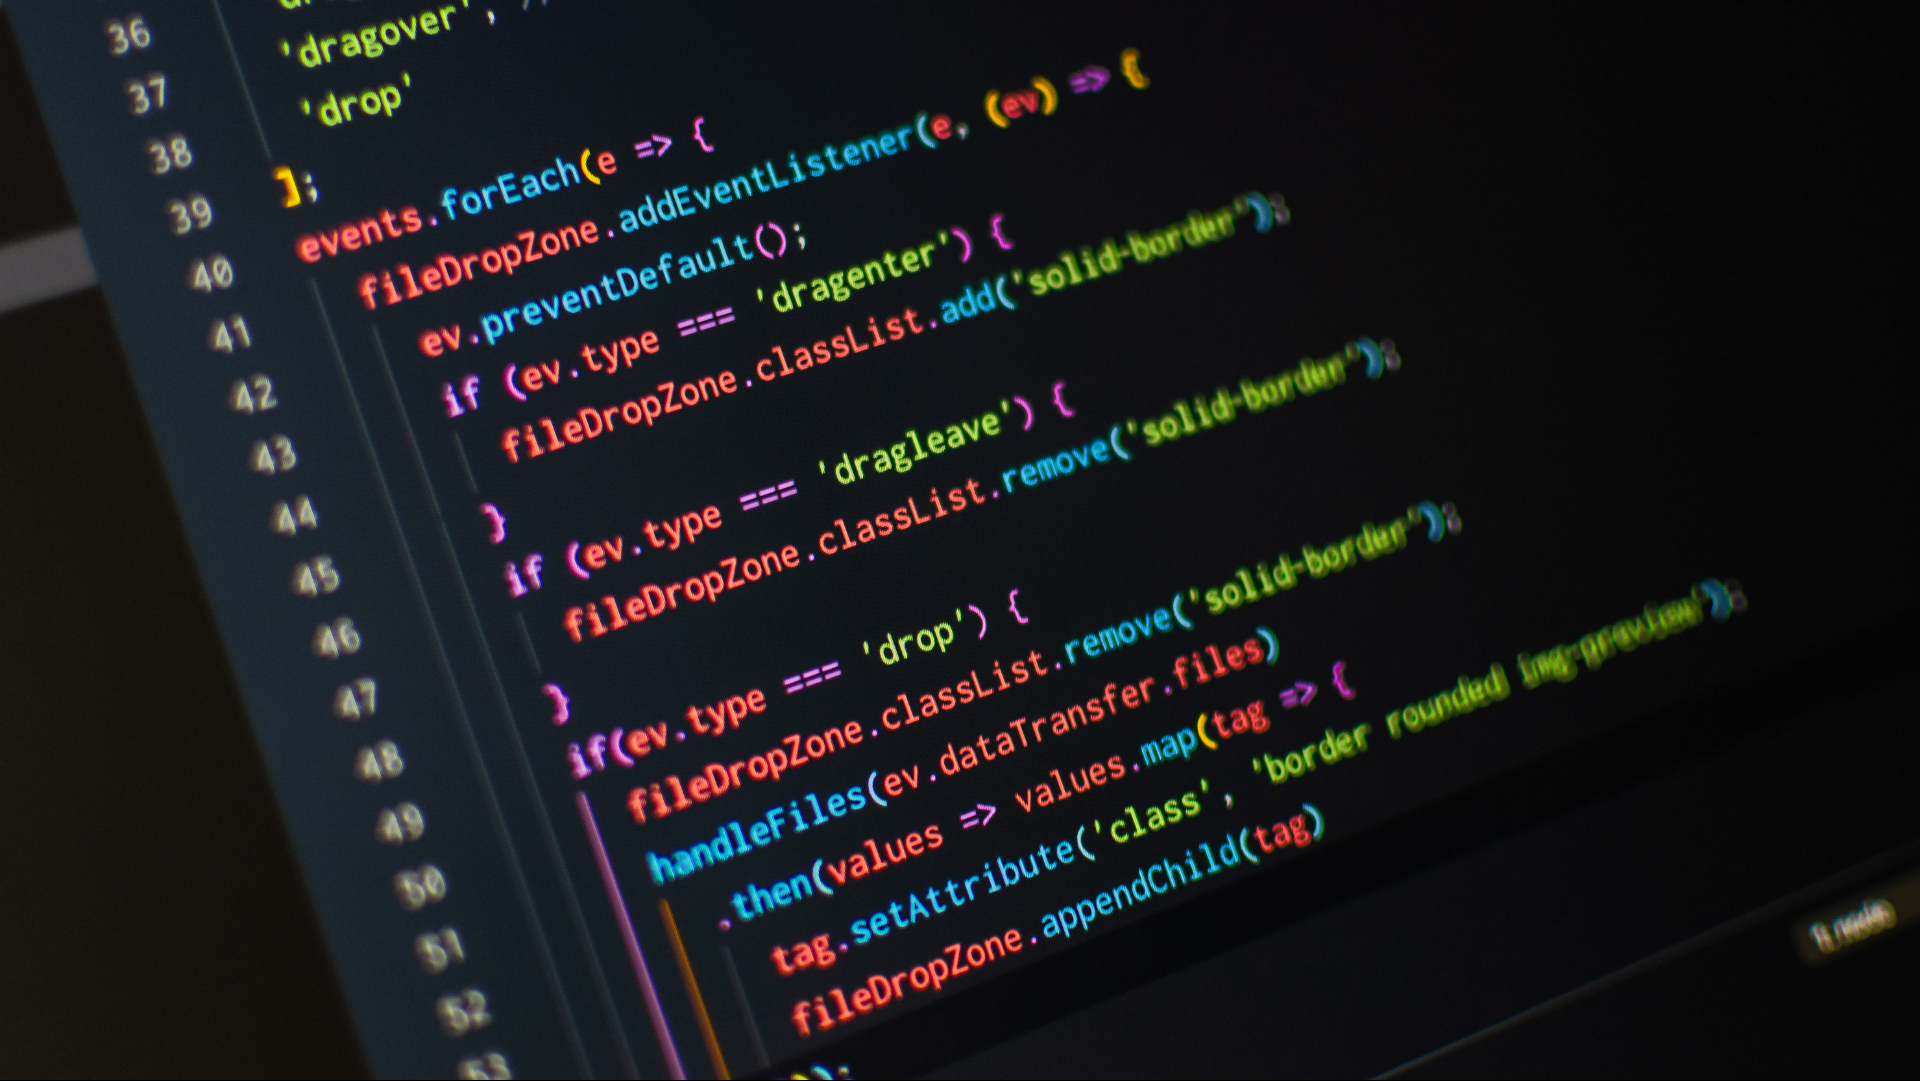 36
37 'dragover',
38 'drop'
39 ];
40 events.forEach(e => {
41 fileDropZone.addEventListener(e, (ev) => {
42 ev.preventDefault();
43 if (ev.type === 'dragenter') {
44 fileDropZone.classList.add('solid-border');
45 }
46 if (ev.type === 'dragleave') {
47 fileDropZone.classList.remove('solid-border');
48 }
49 if(ev.type === 'drop') {
50 fileDropZone.classList.remove('solid-border');
51 handleFiles(ev.dataTransfer.files)
52 .then(values => values.map(tag => {
53 tag.setAttribute('class', 'border rounded img-preview');
fileDropZone.appendChild(tag)